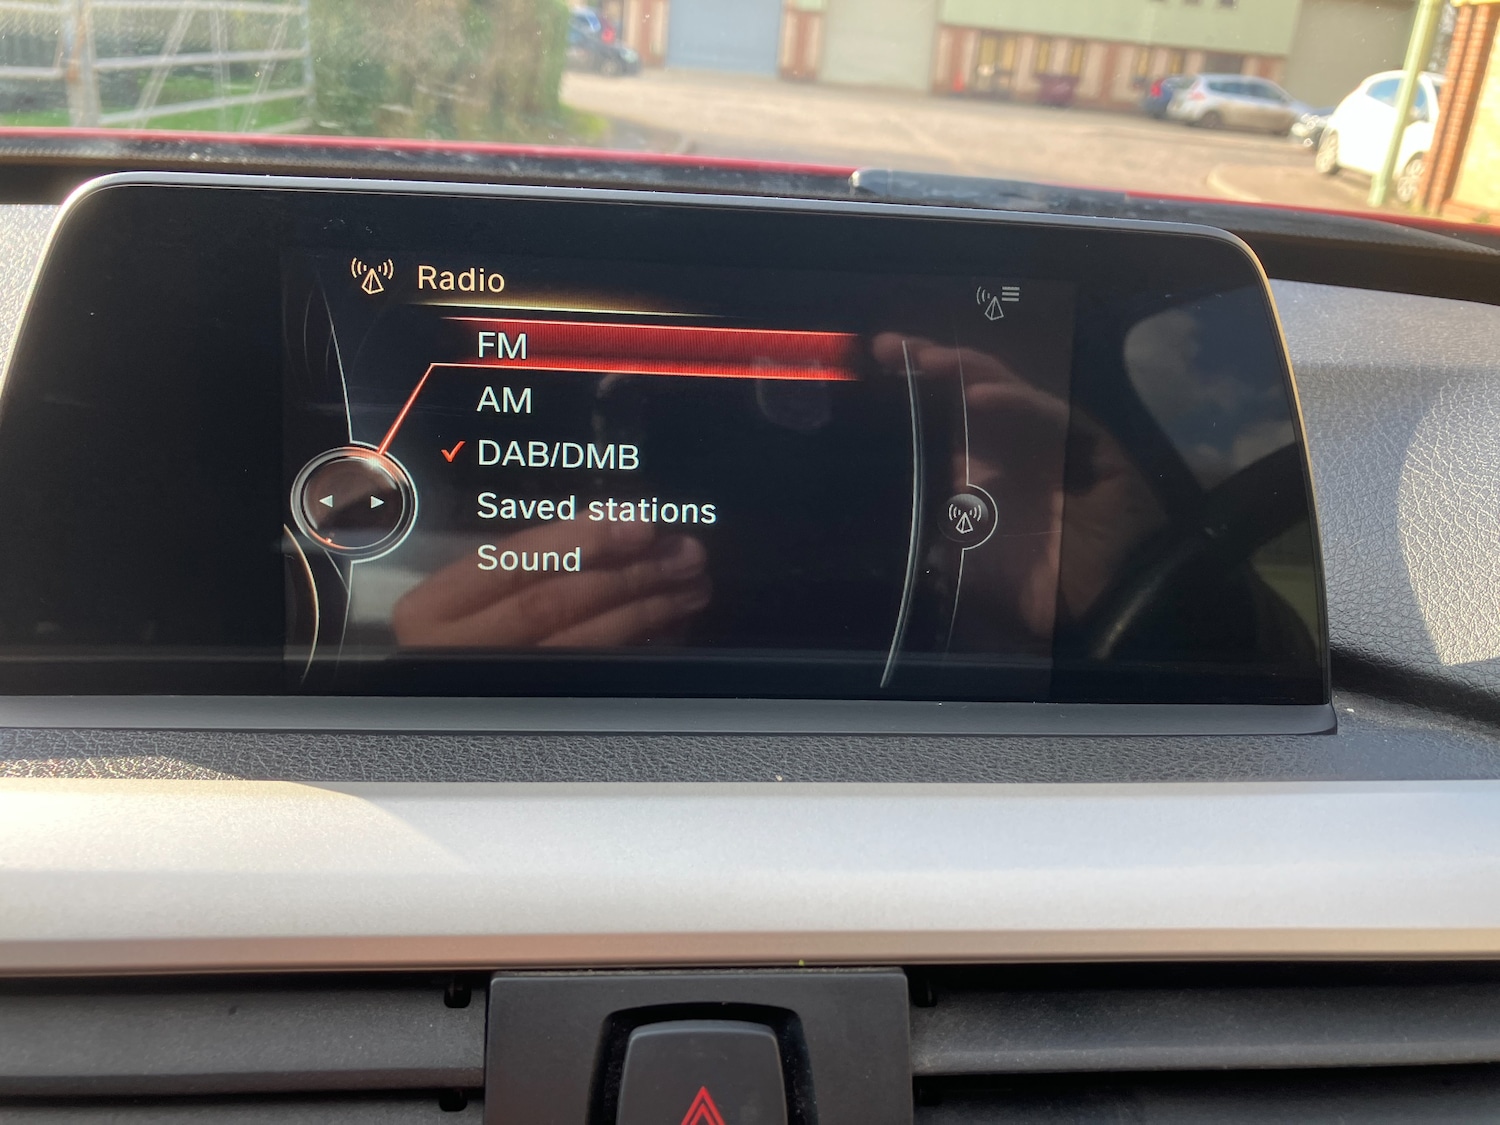 Radio
FM
AM
DAB/DMB
Saved stations
Sound